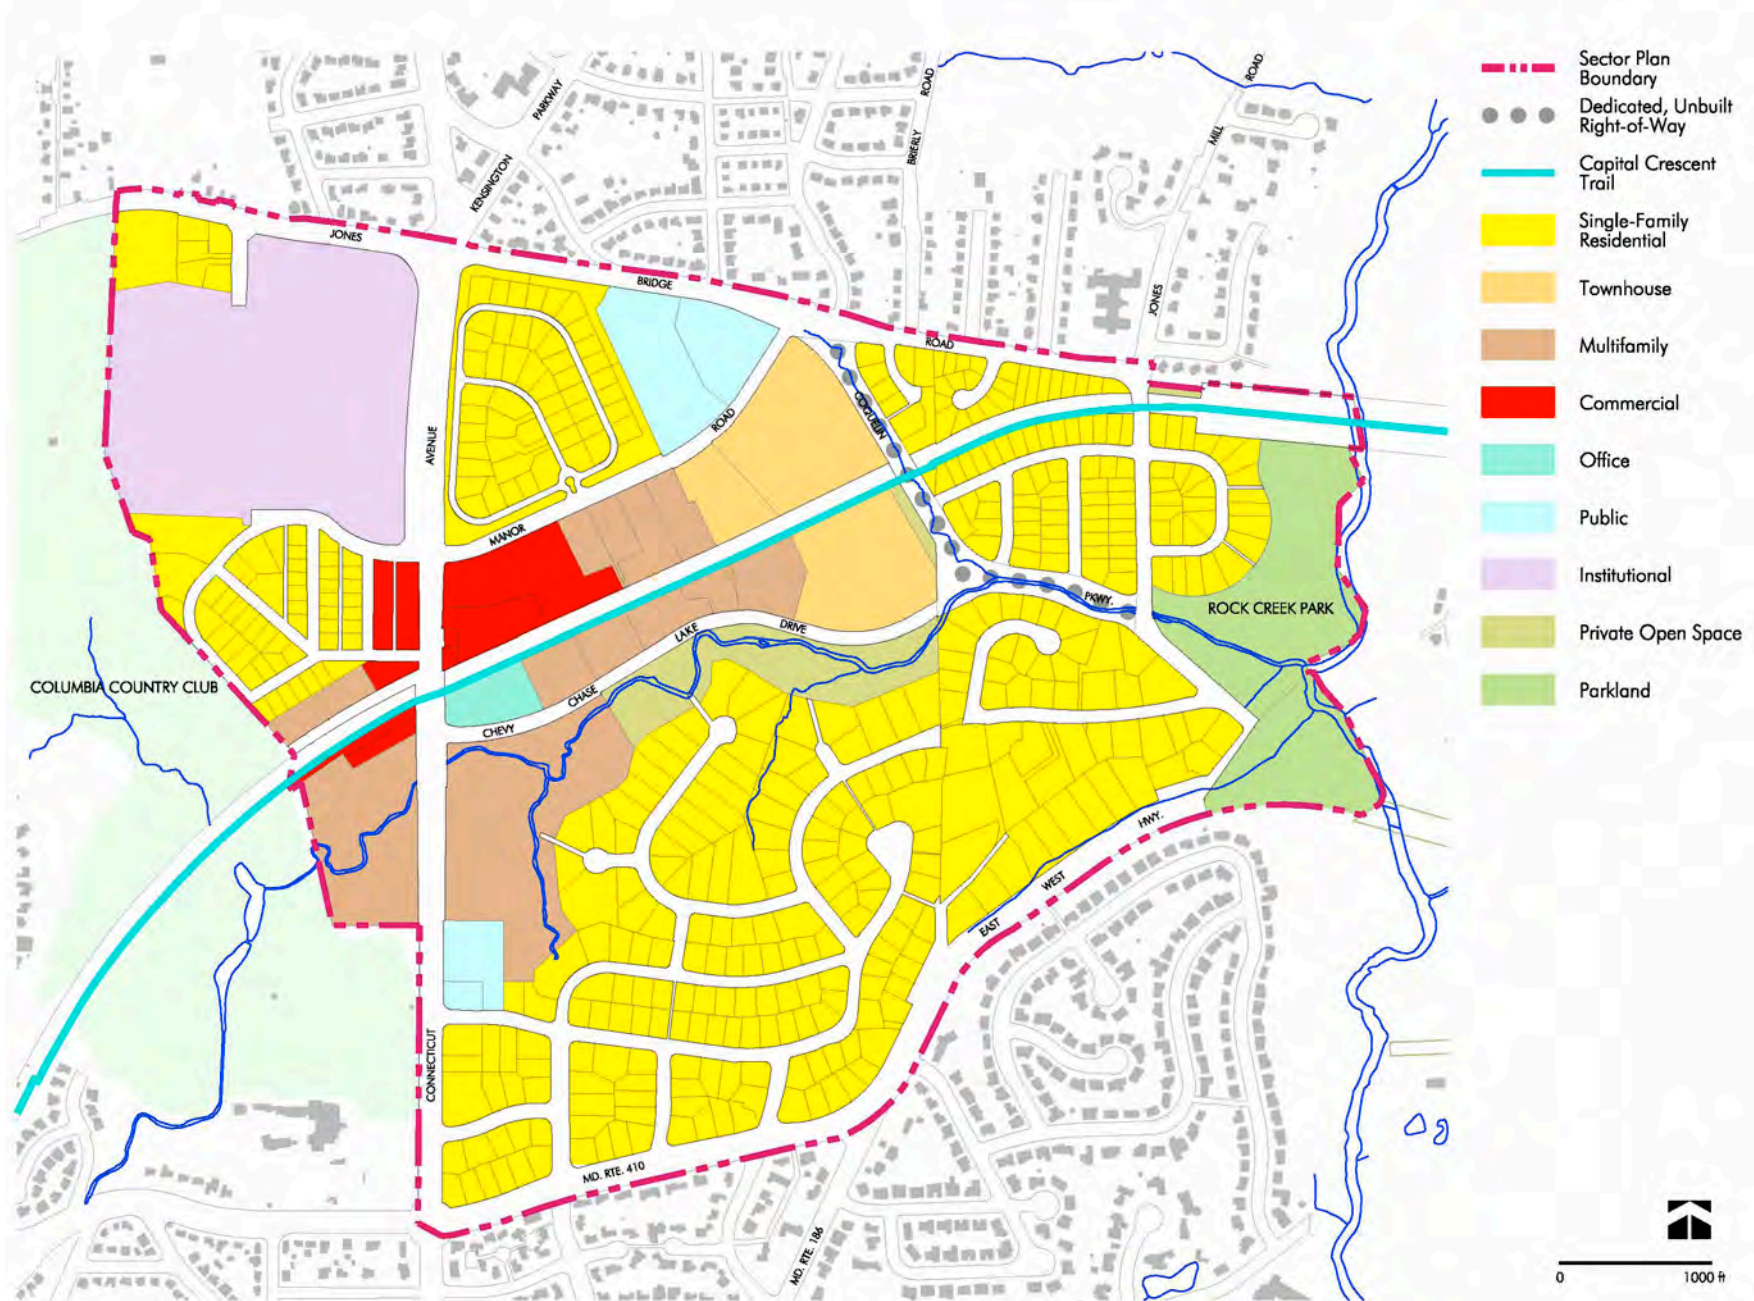 Sector Plan
Boundary
Dedicated, Unbuilt
Right-of-Way
Capital Crescent
Trail
Single-Family
Residential
Townhouse
Multifamily
Commercial
Office
Public
Institutional
Private Open Space
Parkland
ROAD
ROAD
PARKWAY
MILL
BRIERLY
KENSINGTON
JONES
BRIDGE
JONES
ROAD
COQUELIN
ROAD
AVENUE
MANOR
PKWY.
ROCK CREEK PARK
DRIVE
LAKE
COLUMBIA COUNTRY CLUB
CHASE
CHEVY
HWY.
WEST
EAST
CONNECTICUT
MD. RTE. 410
MD. RTE. 186
0 1000 ft